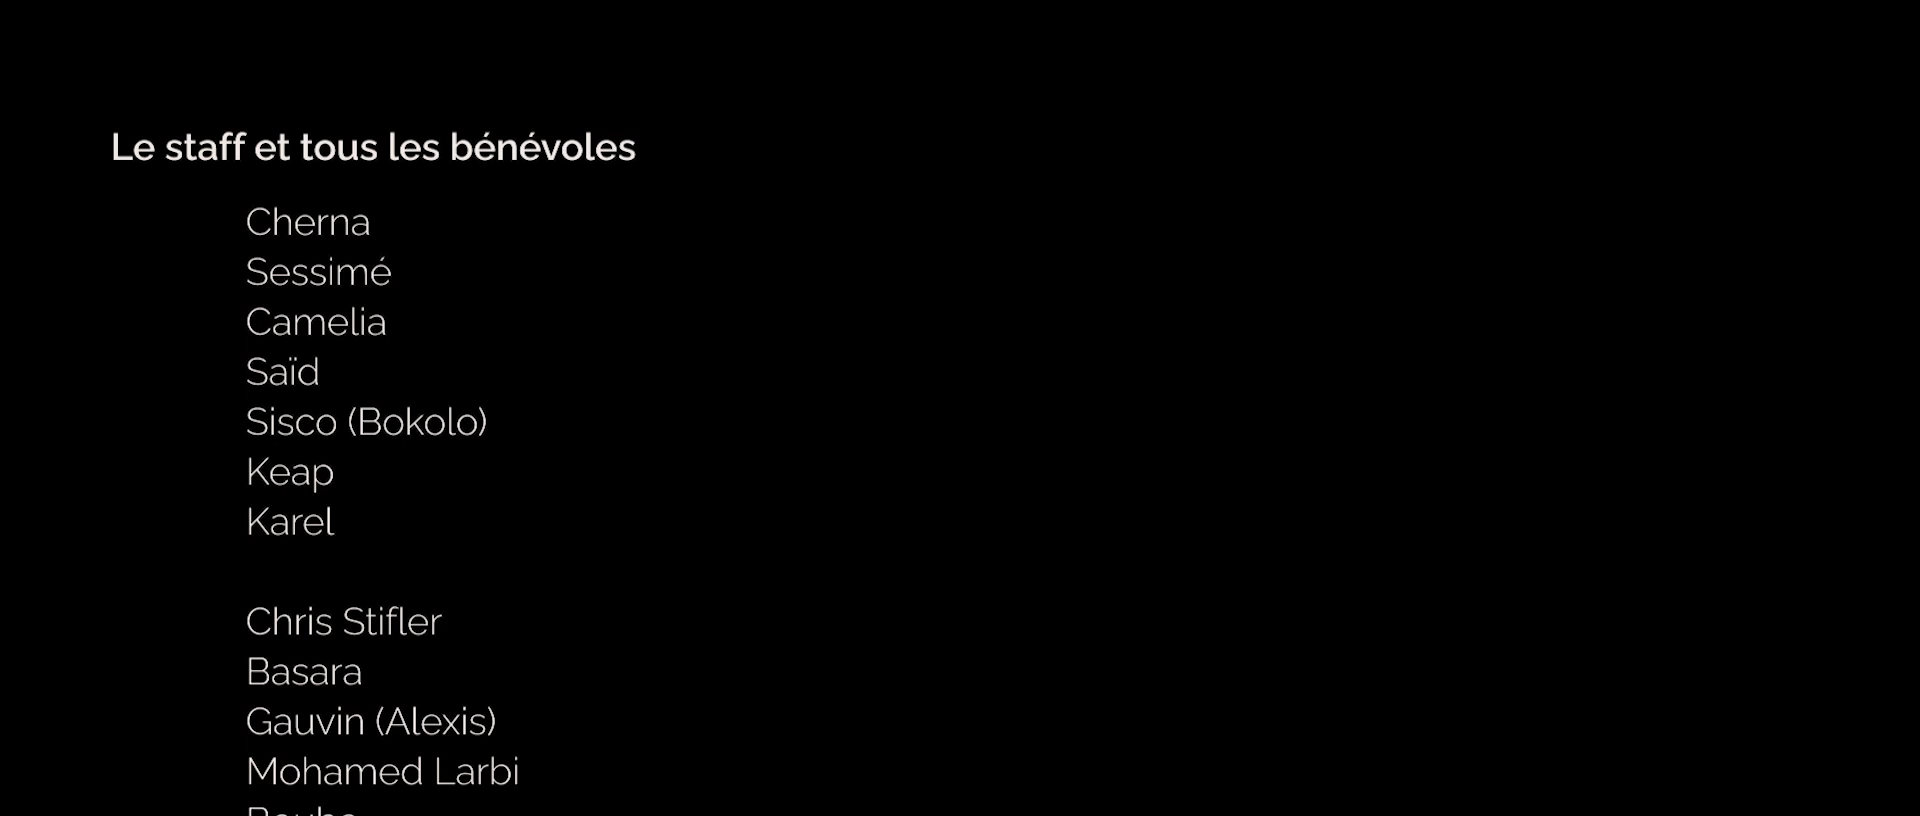 Le staff et tous les bénévoles
Cherna
Sessimé
Camelia
Saïd
Sisco (Bokolo)
Keap
Karel
Chris Stifler
Basara
Gauvin (Alexis)
Mohamed Larbi